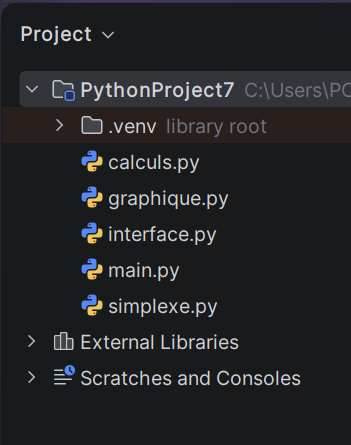 Project
PythonProject7 C:\Users\PC
.venv library root
calculs.py
graphique.py
interface.py
main.py
simplexe.py
External Libraries
Scratches and Consoles